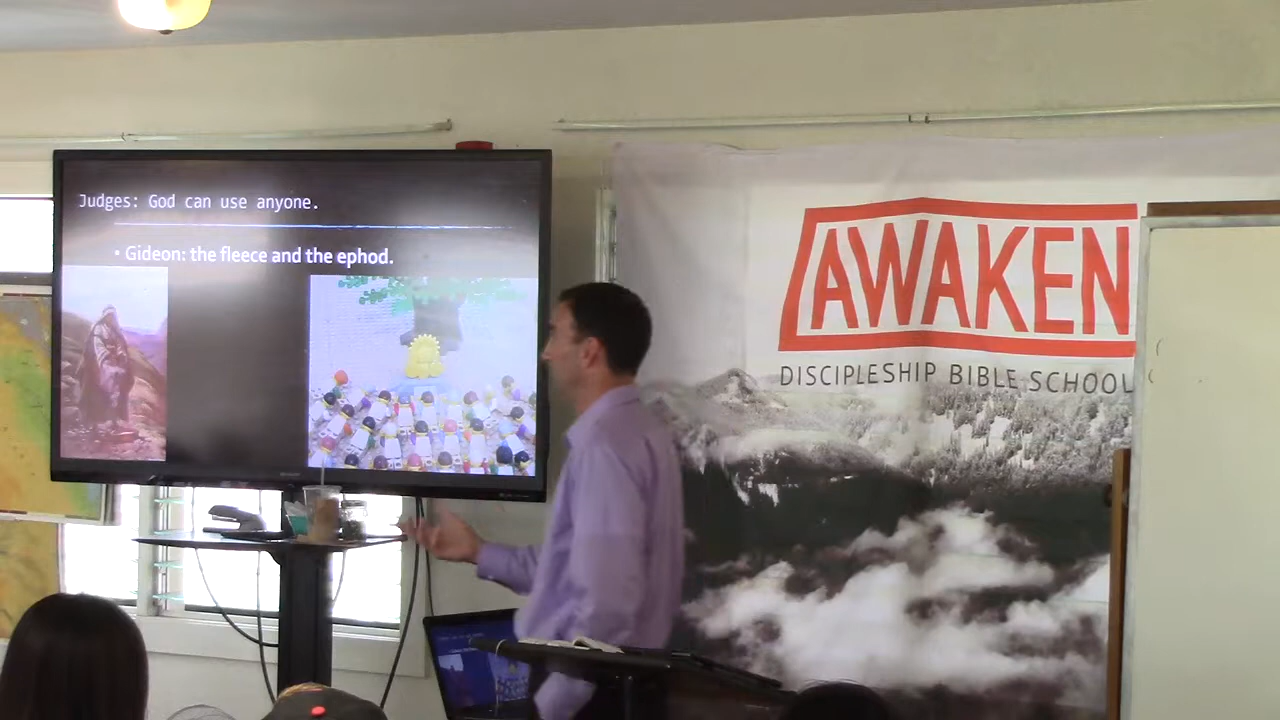 Judges: God can use anyone.
• Gideon: the fleece and the ephod.
AWAKEN
DISCIPLESHIP BIBLE SCHOOL